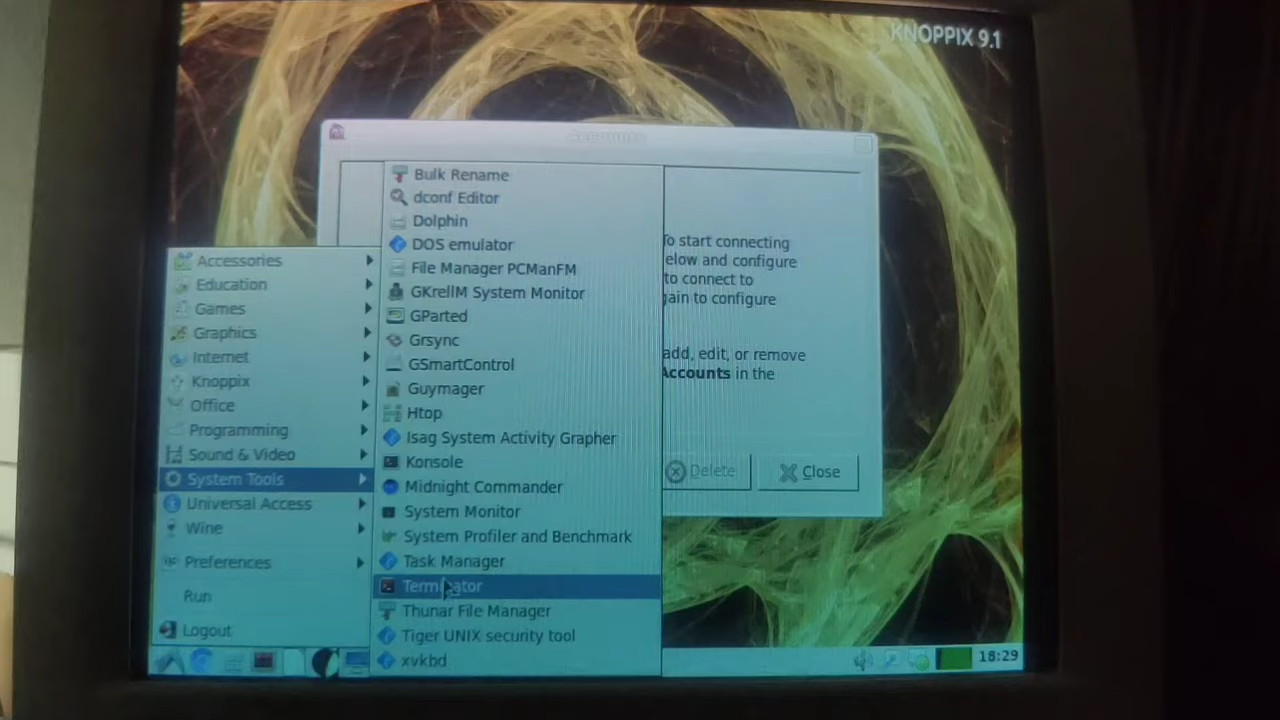 KNOPPIX 9.1
Accounts
To start connecting
elow and configure
to connect to
gain to configure
add, edit, or remove
Accounts in the
Delete
Close
Accessories
Education
Games
Graphics
Internet
Knoppix
Office
Programming
Sound & Video
System Tools
Universal Access
Wine
Preferences
Run
Logout
Bulk Rename
dconf Editor
Dolphin
DOS emulator
File Manager PCManFM
GKrellM System Monitor
GParted
Grsync
GSmartControl
Guymager
Htop
Isag System Activity Grapher
Konsole
Midnight Commander
System Monitor
System Profiler and Benchmark
Task Manager
Terminator
Thunar File Manager
Tiger UNIX security tool
xvkbd
18:29